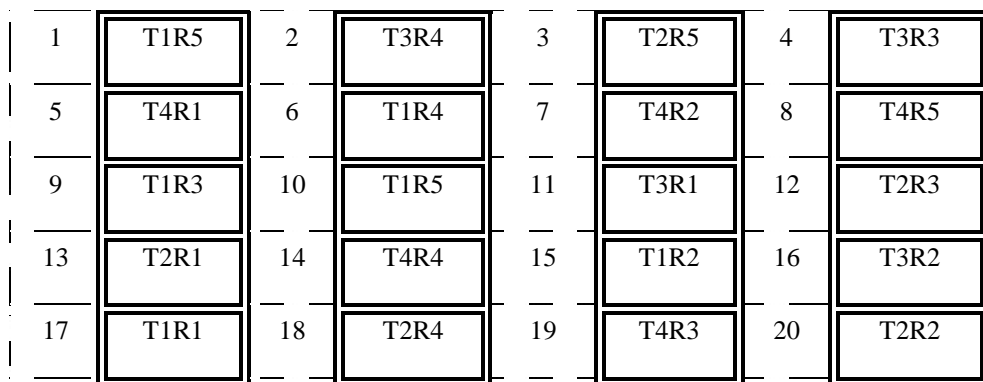 1 T1R5 2 T3R4 3 T2R5 4 T3R3
5 T4R1 6 T1R4 7 T4R2 8 T4R5
9 T1R3 10 T1R5 11 T3R1 12 T2R3
13 T2R1 14 T4R4 15 T1R2 16 T3R2
17 T1R1 18 T2R4 19 T4R3 20 T2R2